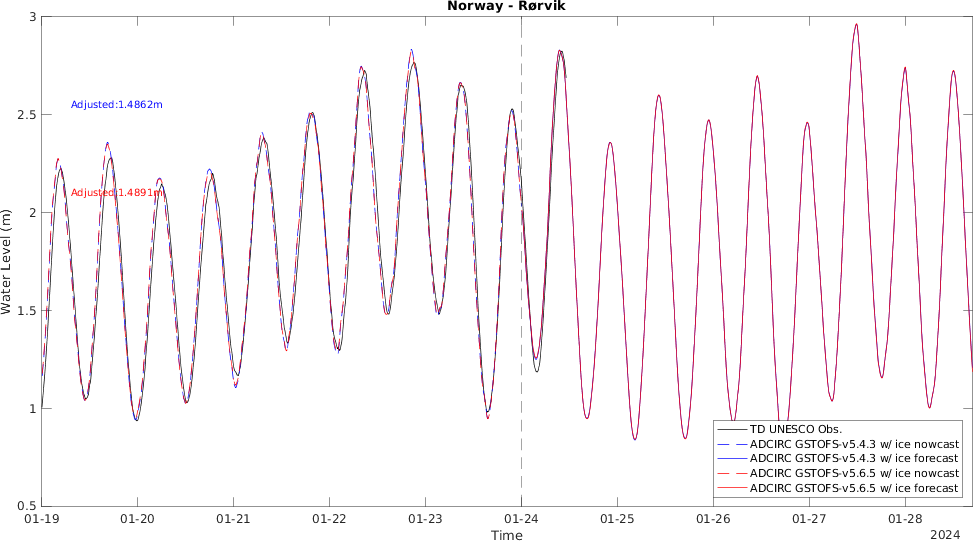 Norway - Rørvik
3
2.5
2
1.5
1
0.5
Water Level (m)
Adjusted:1.4862m
Adjusted:1.4891m
TD UNESCO Obs.
ADCIRC GSTOFS-v5.4.3 w/ ice nowcast
ADCIRC GSTOFS-v5.4.3 w/ ice forecast
ADCIRC GSTOFS-v5.6.5 w/ ice nowcast
ADCIRC GSTOFS-v5.6.5 w/ ice forecast
01-19 01-20 01-21 01-22 01-23 01-24 01-25 01-26 01-27 01-28
Time
2024